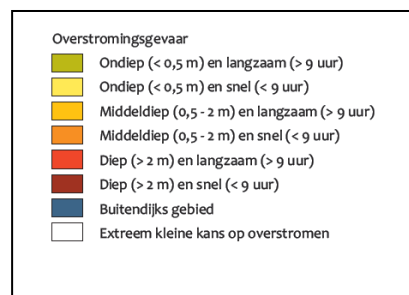 Overstromingsgevaar
Ondiep (< 0,5 m) en langzaam (> 9 uur)
Ondiep (< 0,5 m) en snel (< 9 uur)
Middeldiep (0,5 - 2 m) en langzaam (> 9 uur)
Middeldiep (0,5 - 2 m) en snel (< 9 uur)
Diep (> 2 m) en langzaam (> 9 uur)
Diep (> 2 m) en snel (< 9 uur)
Buitendijks gebied
Extreem kleine kans op overstromen